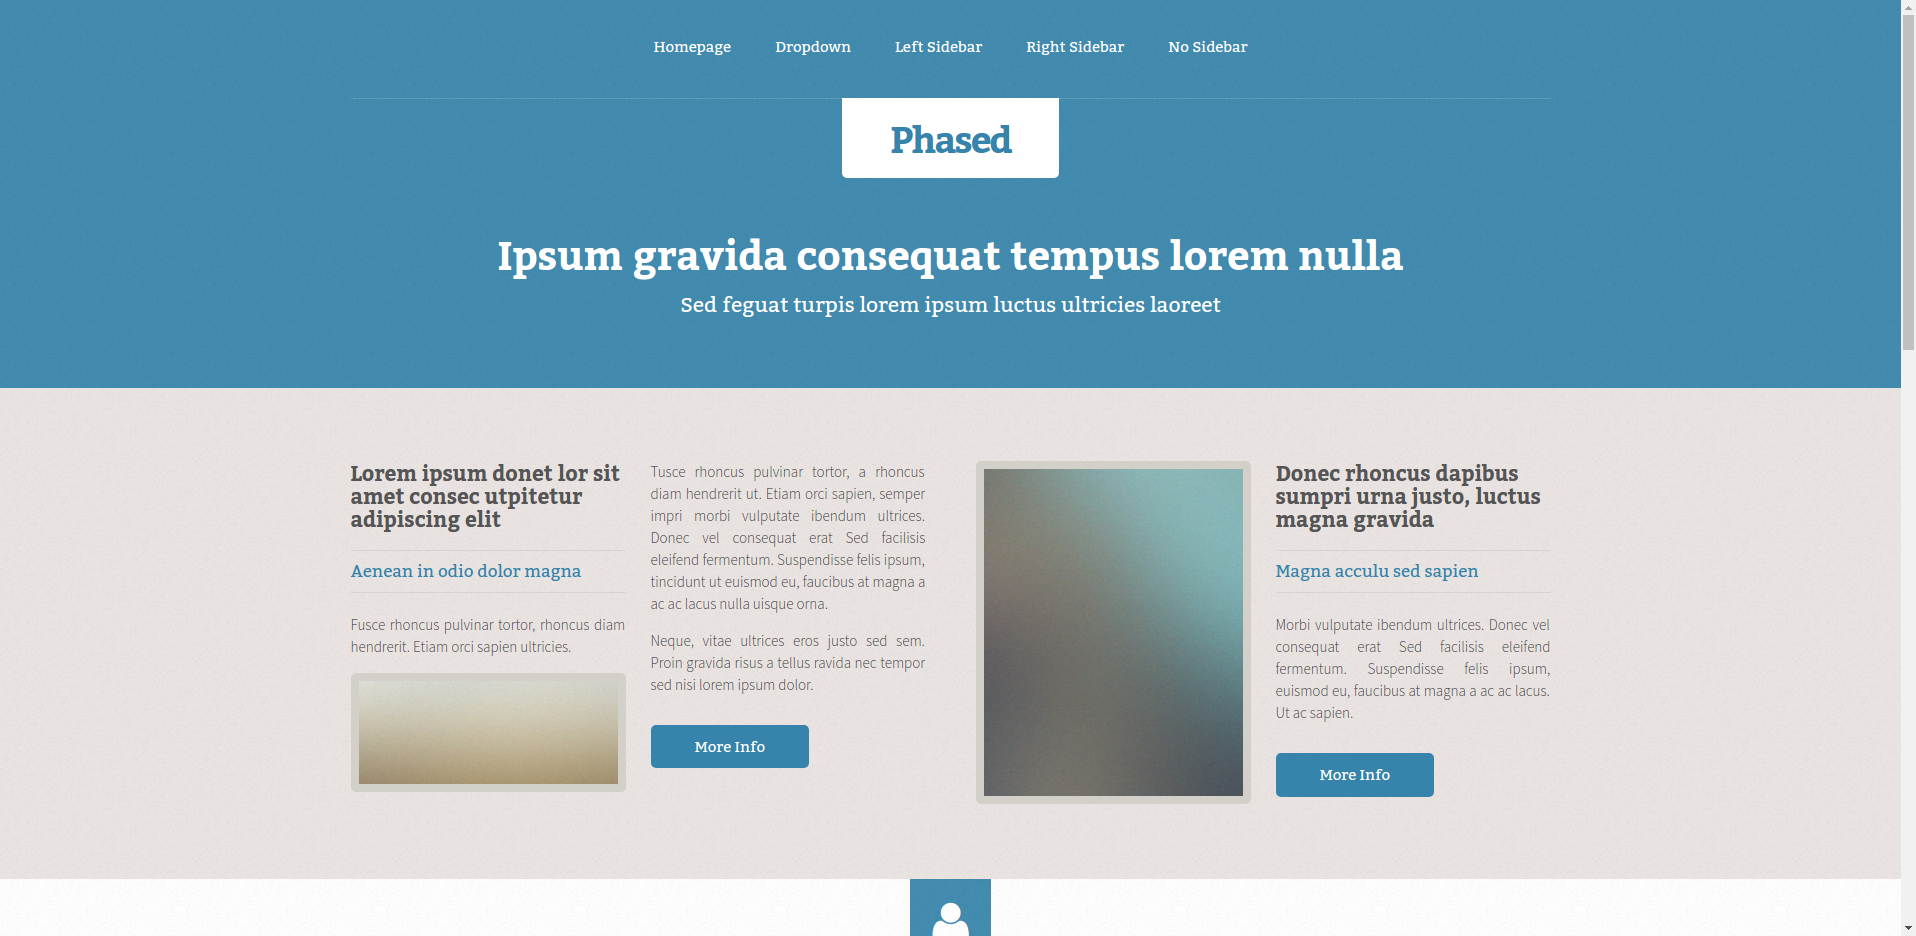 Homepage
Dropdown
Left Sidebar
Right Sidebar
No Sidebar
Phased
Ipsum gravida consequat tempus lorem nulla
Sed feguat turpis lorem ipsum luctus ultricies laoreet
Lorem ipsum donet lor sit
amet consec utpitetur
adipiscing elit
Aenean in odio dolor magna
Fusce rhoncus pulvinar tortor, rhoncus diam
hendrerit. Etiam orci sapien ultricies.
Tusce rhoncus pulvinar tortor, a rhoncus
diam hendrerit ut. Etiam orci sapien, semper
impri morbi vulputate ibendum ultrices.
Donec vel consequat erat Sed facilisis
eleifend fermentum. Suspendisse felis ipsum,
tincidunt ut euismod eu, faucibus at magna a
ac ac lacus nulla uisque orna.
Neque, vitae ultrices eros justo sed sem.
Proin gravida risus a tellus ravida nec tempor
sed nisi lorem ipsum dolor.
More Info
Donec rhoncus dapibus
sumpri urna justo, luctus
magna gravida
Magna acculu sed sapien
Morbi vulputate ibendum ultrices. Donec vel
consequat erat Sed facilisis eleifend
fermentum. Suspendisse felis ipsum,
euismod eu, faucibus at magna a ac ac lacus.
Ut ac sapien.
More Info